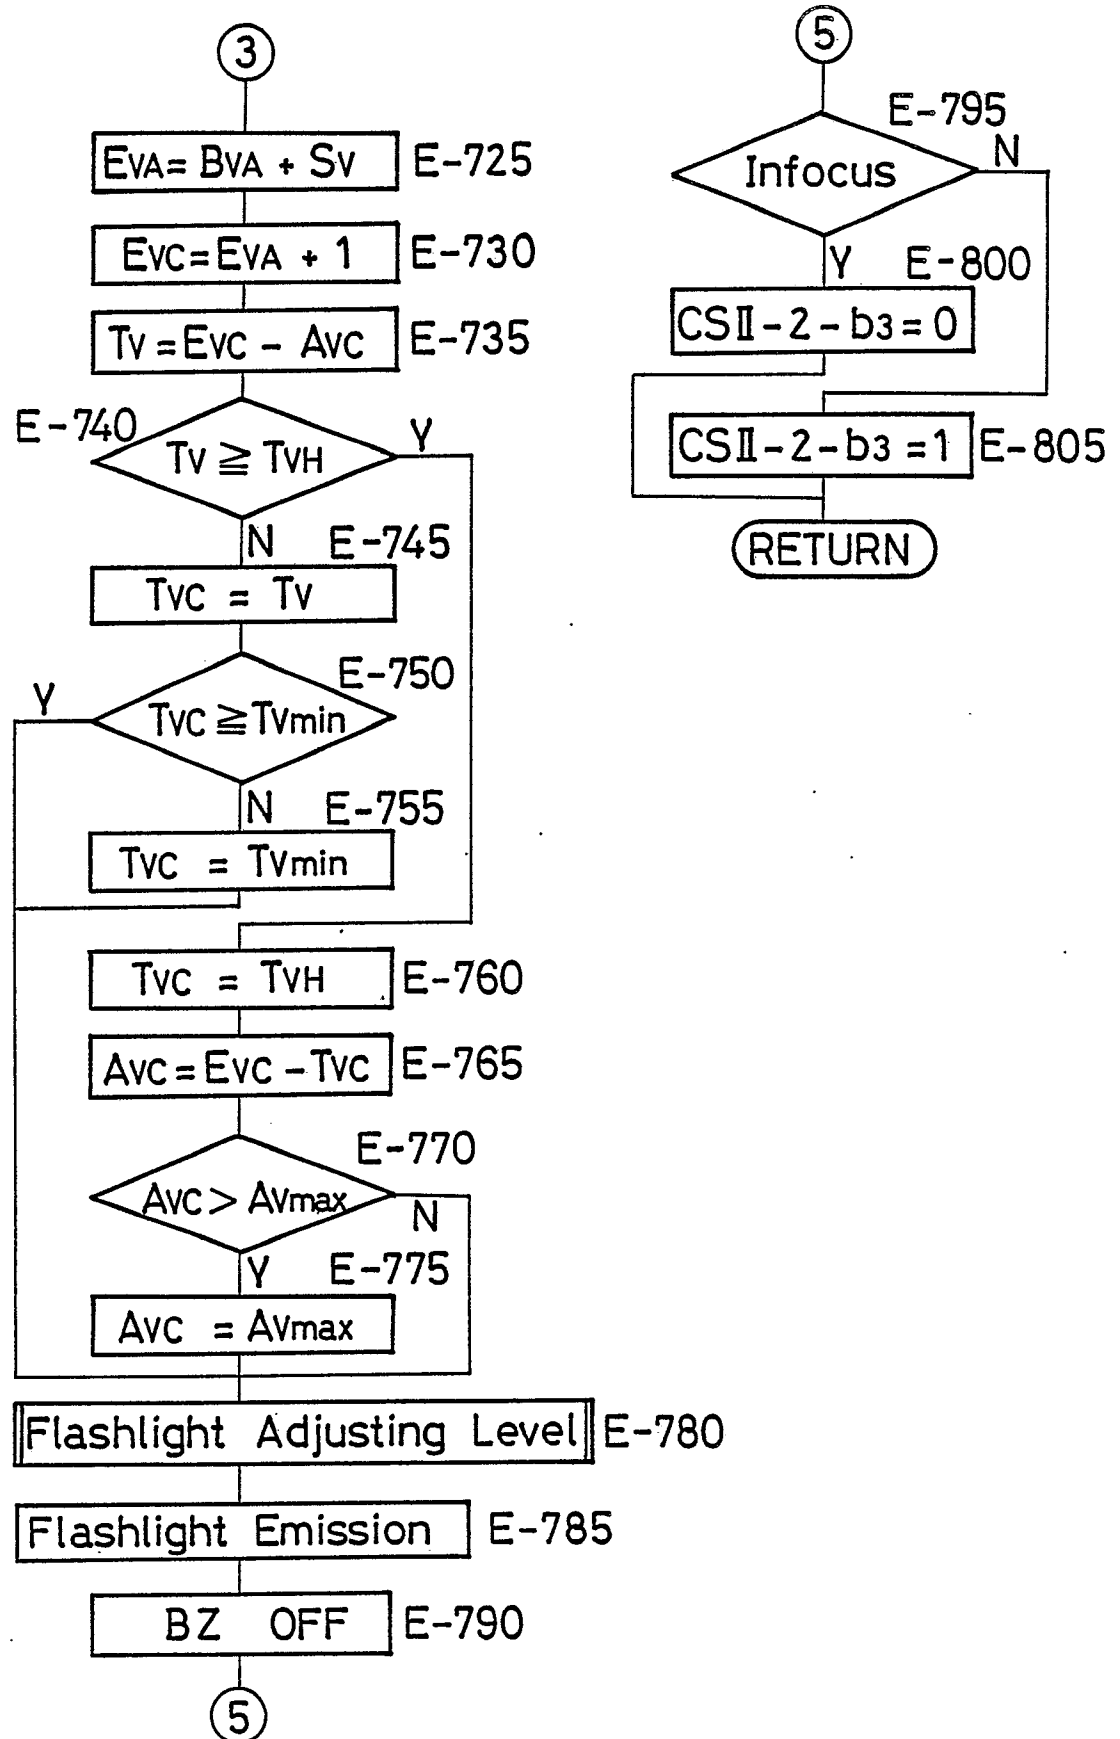 3
EVA = BVA + SV E-725
EVC = EVA + 1 E-730
TV = EVC - AVC E-735
E-740
TV ≧ TVH
Y
N E-745
TVC = TV
E-750
Y
TVC ≧ TVmin
N E-755
TVC = TVmin
TVC = TVH E-760
AVC = EVC - TVC E-765
E-770
AVC > AVmax
N
Y E-775
AVC = AVmax
Flashlight Adjusting Level E-780
Flashlight Emission E-785
BZ OFF E-790
5
5
E-795
Infocus
N
Y E-800
CSII-2-b3=0
CSII-2-b3=1 E-805
RETURN